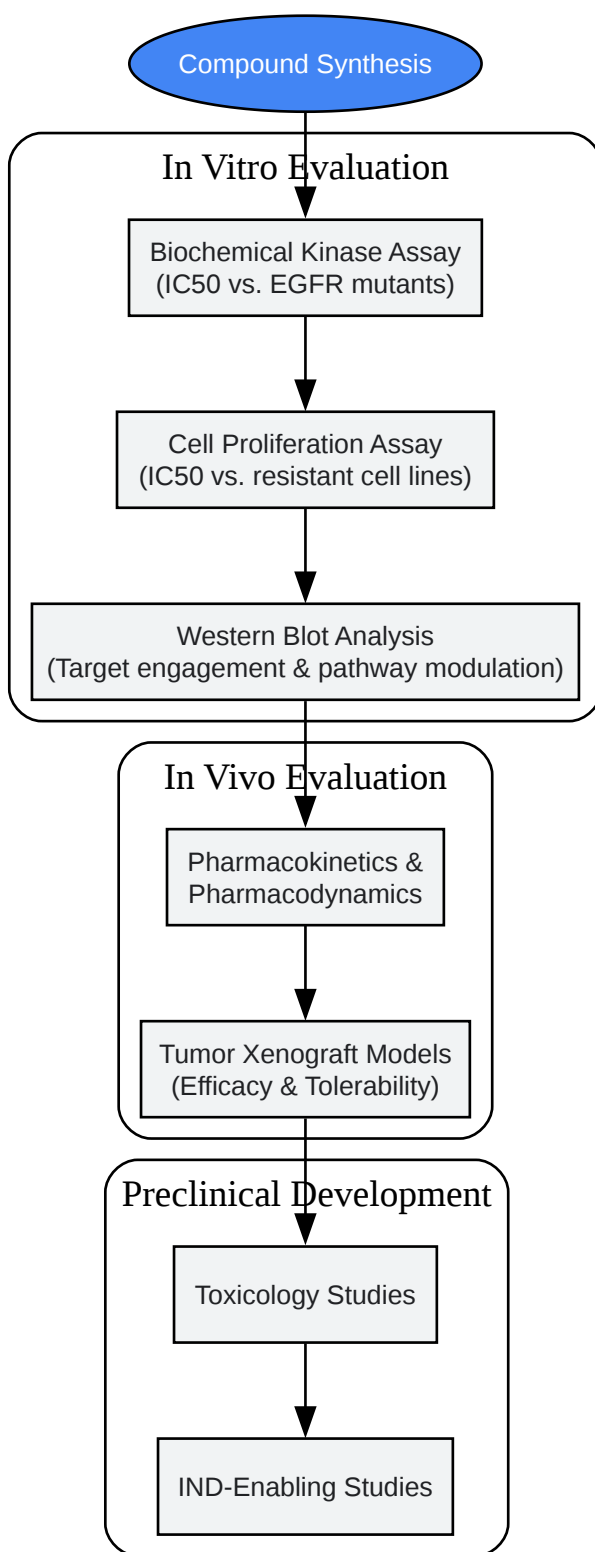 Compound Synthesis
In Vitro Evaluation
Biochemical Kinase Assay
(IC50 vs. EGFR mutants)
Cell Proliferation Assay
(IC50 vs. resistant cell lines)
Western Blot Analysis
(Target engagement & pathway modulation)
In Vivo Evaluation
Pharmacokinetics &
Pharmacodynamics
Tumor Xenograft Models
(Efficacy & Tolerability)
Preclinical Development
Toxicology Studies
IND-Enabling Studies